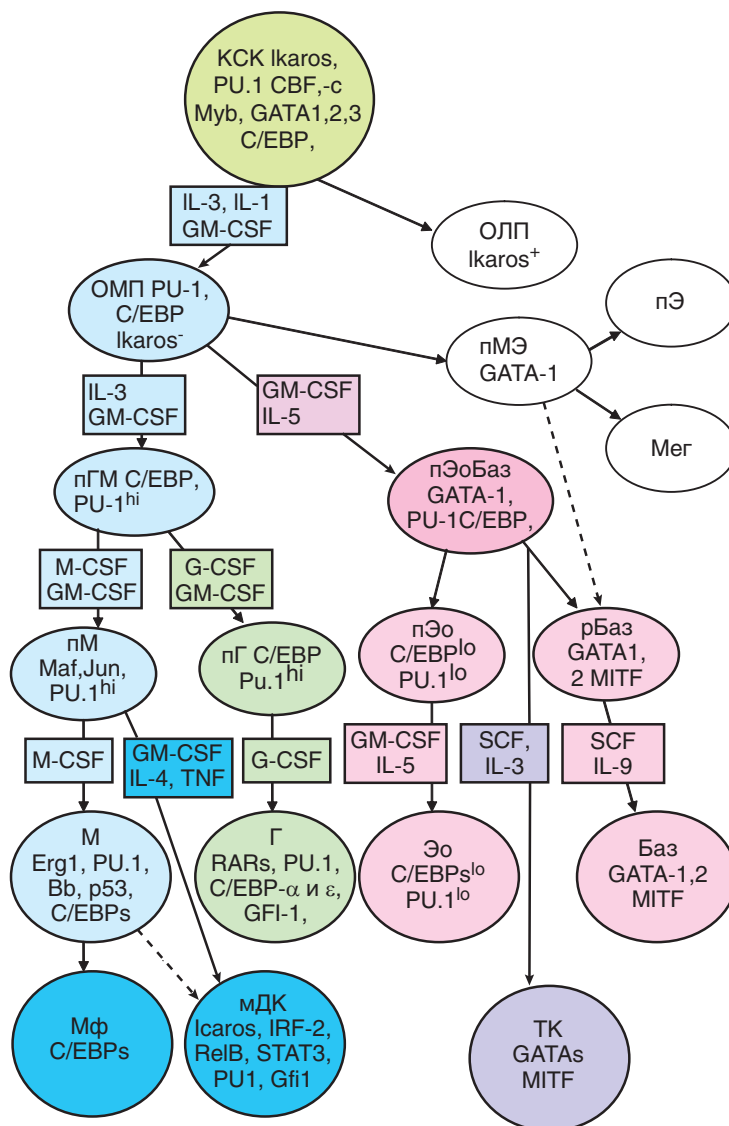 КСК Ikaros,
PU.1 CBF,-c
Myb, GATA1,2,3
C/EBP,
IL-3, IL-1
GM-CSF
ОЛП
Ikaros⁺
ОМП PU-1,
C/EBP
Ikaros⁻
пЭ
пМЭ
GATA-1
IL-3
GM-CSF
GM-CSF
IL-5
Мег
пГМ C/EBP,
PU-1ʰⁱ
пЭоБаз
GATA-1,
PU-1C/EBP,
M-CSF
GM-CSF
G-CSF
GM-CSF
пМ
Maf,Jun,
PU.1ʰⁱ
пГ C/EBP
Pu.1ʰⁱ
пЭо
C/EBPˡᵒ
PU.1ˡᵒ
рБаз
GATA1,
2 MITF
M-CSF
GM-CSF
IL-4, TNF
G-CSF
GM-CSF
IL-5
SCF,
IL-3
SCF
IL-9
М
Erg1, PU.1,
Bb, p53,
C/EBPs
Г
RARs, PU.1,
C/EBP-α и ε,
GFI-1,
Эо
C/EBPsˡᵒ
PU.1ˡᵒ
Баз
GATA-1,2
MITF
Мф
C/EBPs
мДК
Icaros, IRF-2,
RelB, STAT3,
PU1, Gfi1
ТК
GATAs
MITF